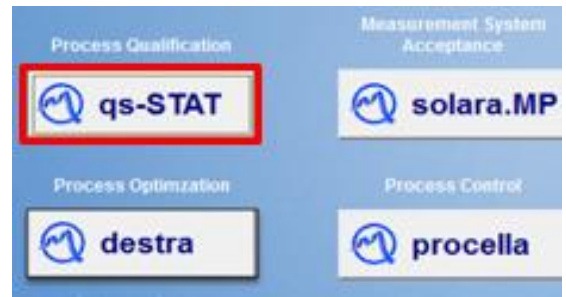 Process Qualification
qs-STAT
Measurement System
Acceptance
solara.MP
Process Optimzation
destra
Process Control
procella